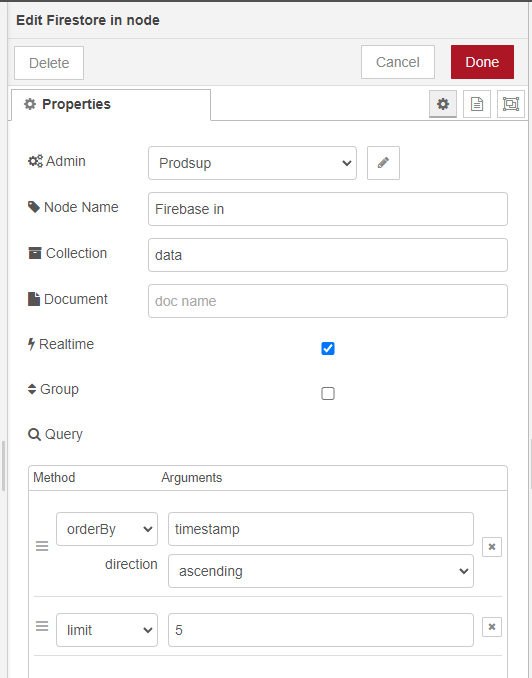 Edit Firestore in node
Delete
Cancel
Done
Properties
Admin
Prodsup
Node Name
Firebase in
Collection
data
Document
doc name
Realtime
Group
Query
Method Arguments
orderBy
timestamp
direction
ascending
limit
5